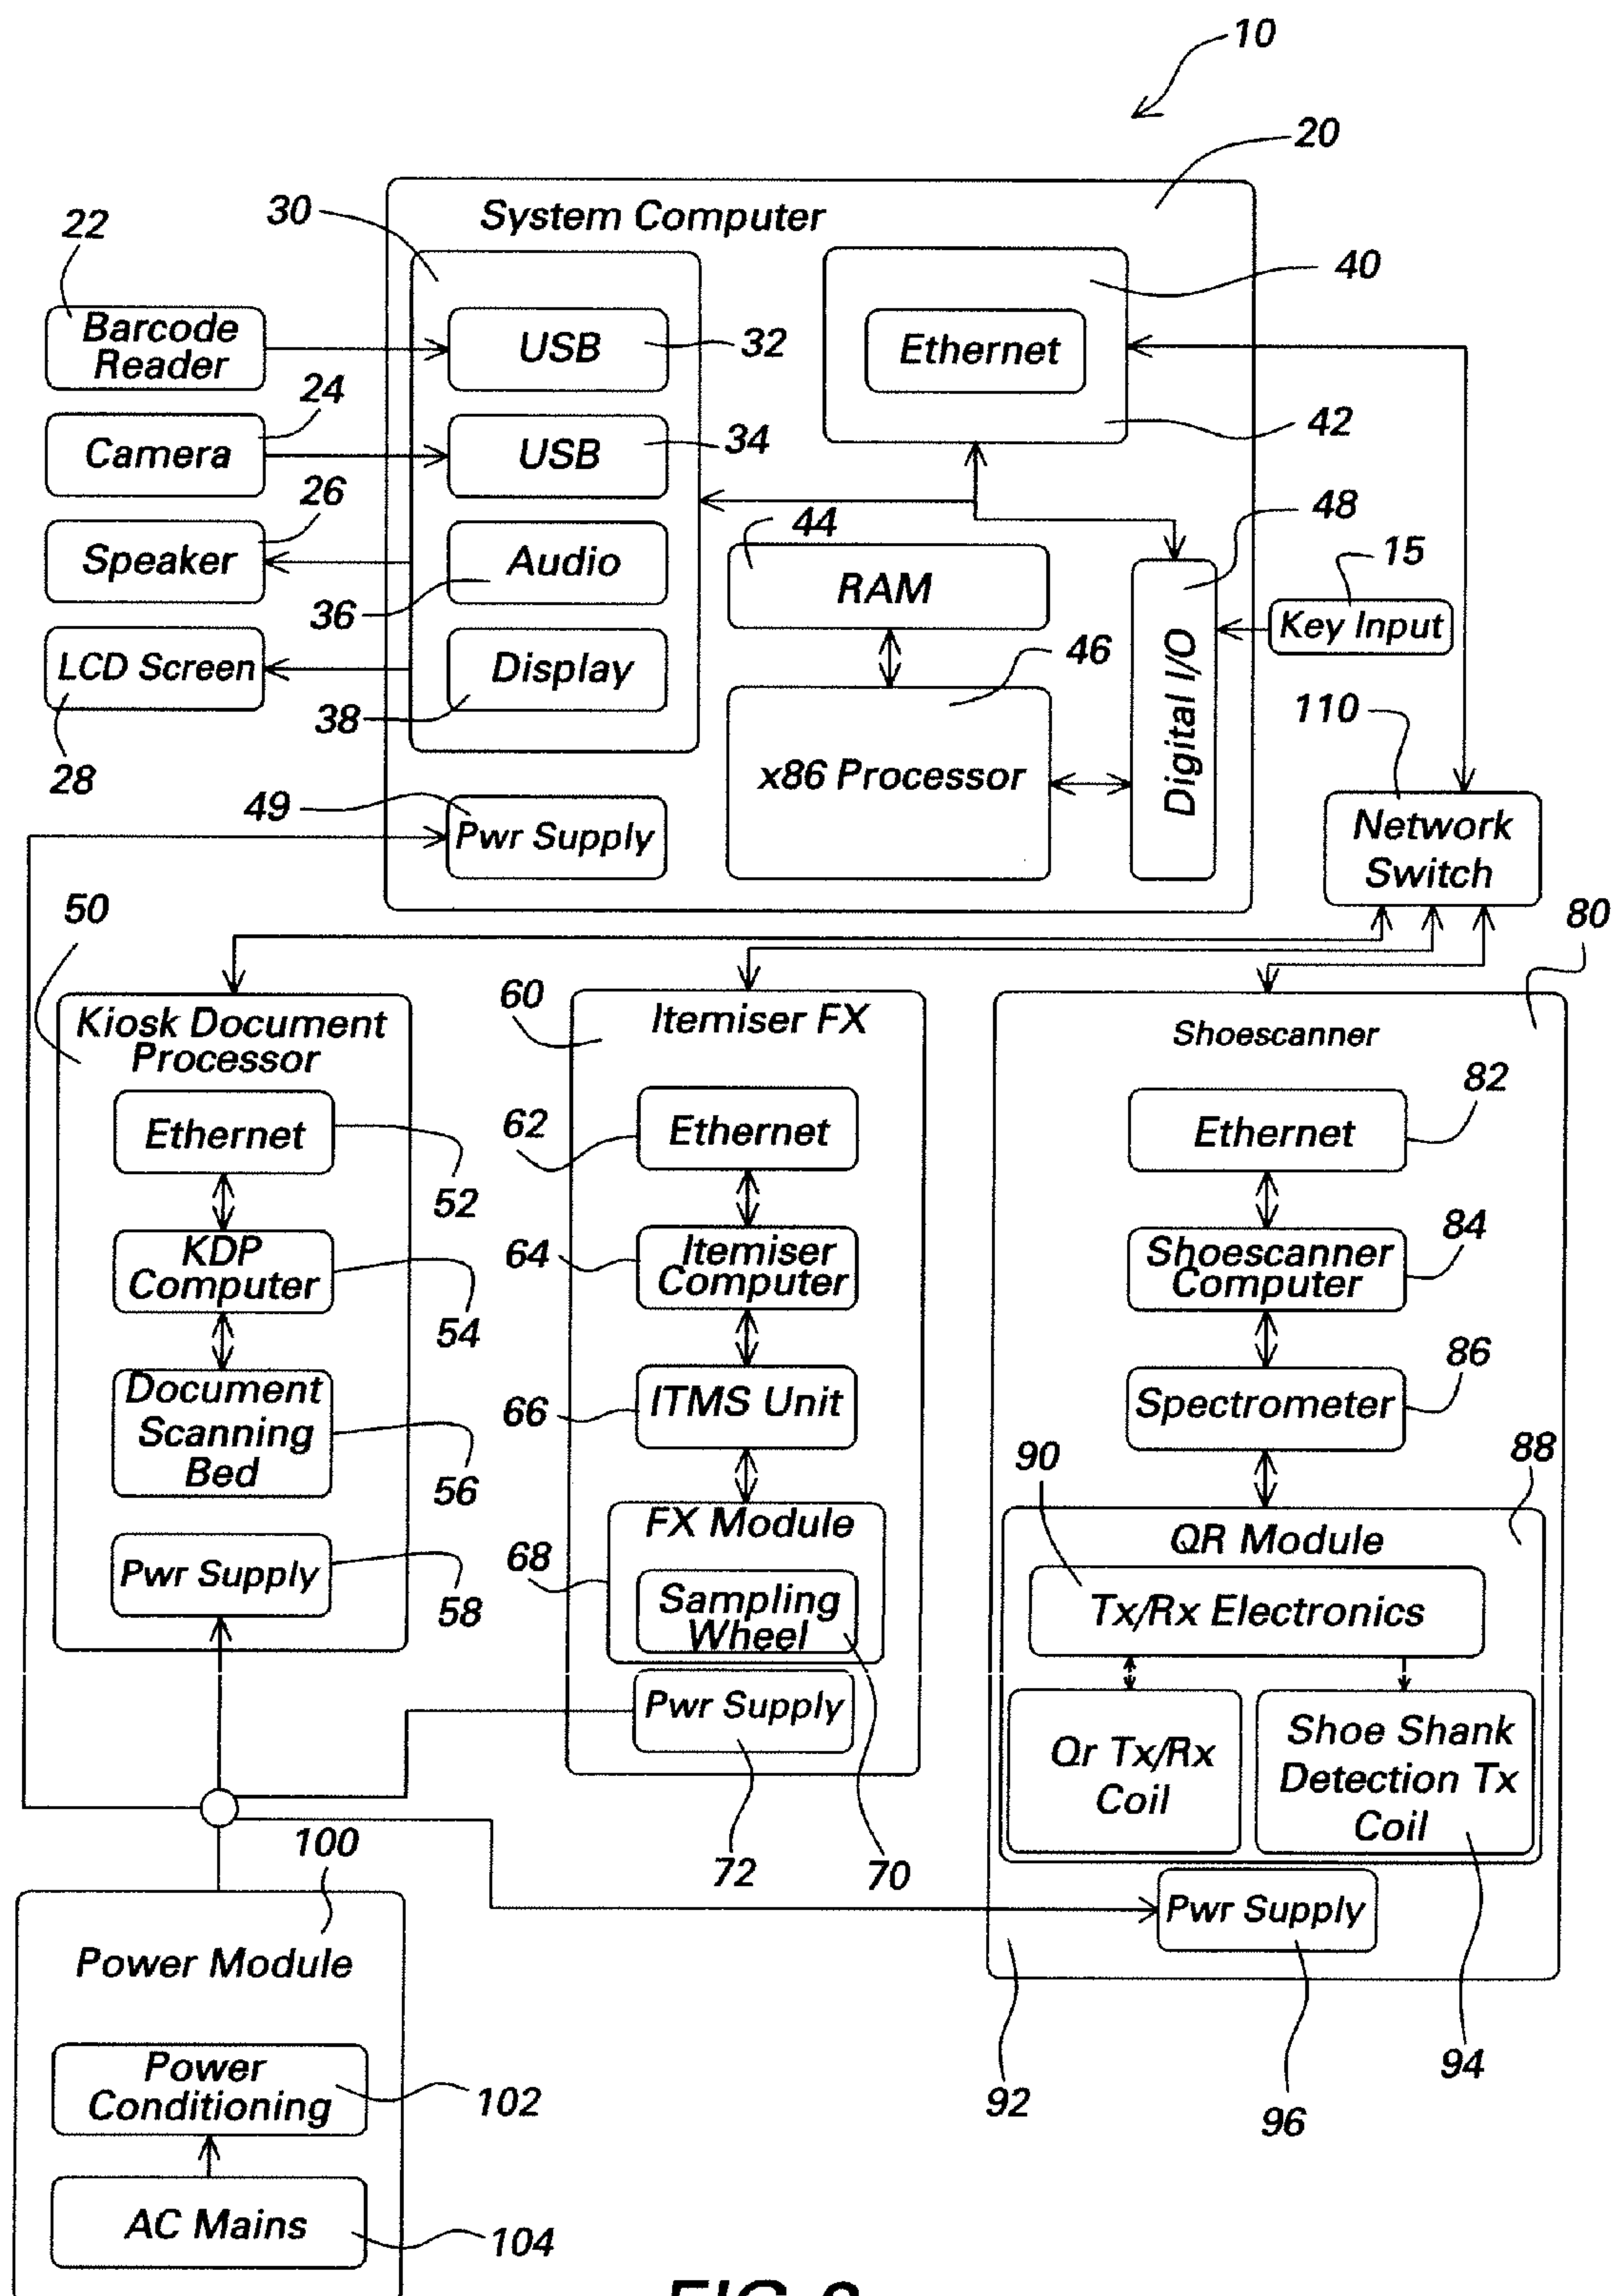 10
20
System Computer
30
22
40
Barcode
Reader
USB
32
Ethernet
24
Camera
USB
34
42
26
44
48
Speaker
Audio
36
RAM
15
Key Input
LCD Screen
Display
38
46
Digital I/O
28
110
x86 Processor
49
Pwr Supply
Network
Switch
50
80
Kiosk Document
Processor
60
Itemiser FX
Shoescanner
Ethernet
52
62
Ethernet
82
Ethernet
KDP
Computer
54
64
Itemiser
Computer
84
Shoescanner
Computer
Document
Scanning
Bed
56
66
ITMS Unit
86
Spectrometer
90
88
FX Module
QR Module
Pwr Supply
58
68
Sampling
Wheel
Tx/Rx Electronics
Pwr Supply
Qr Tx/Rx
Coil
Shoe Shank
Detection Tx
Coil
100
72
70
Pwr Supply
Power Module
94
92
96
Power
Conditioning
102
AC Mains
104